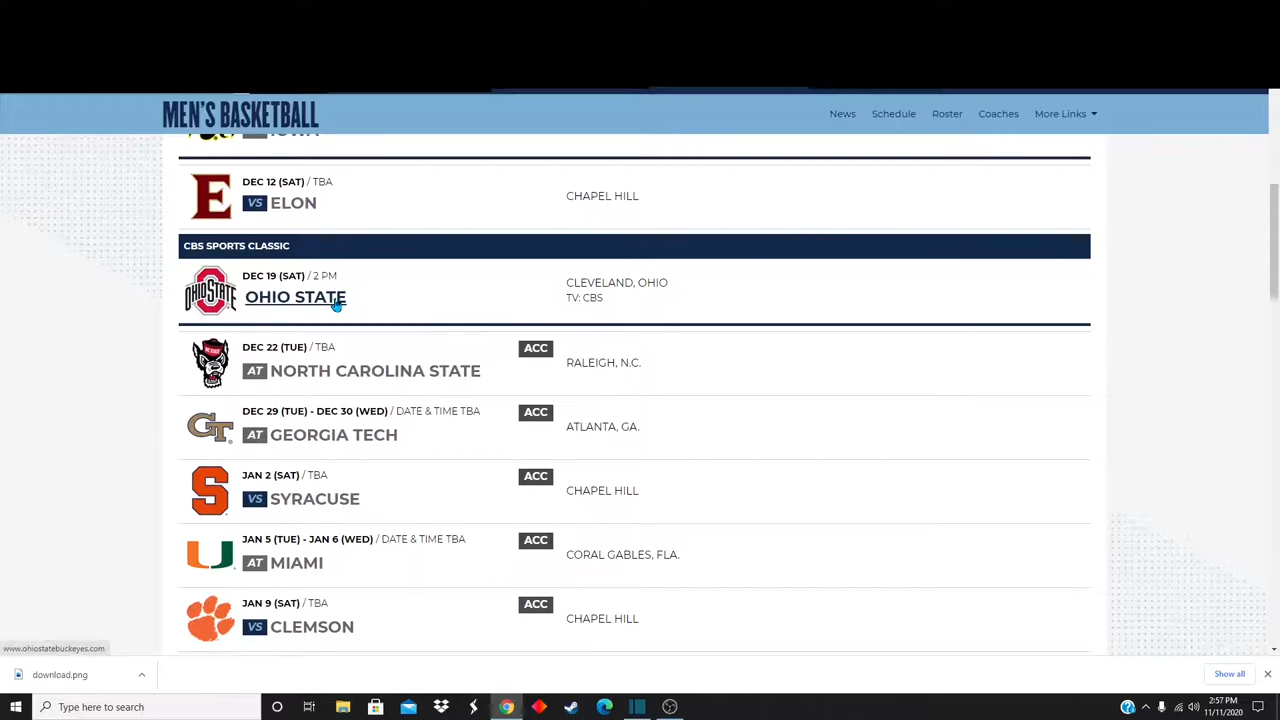 MEN'S BASKETBALL
News Schedule Roster Coaches More Links
IOWA
DEC 12 (SAT) / TBA
VS ELON
CHAPEL HILL
CBS SPORTS CLASSIC
DEC 19 (SAT) / 2 PM
OHIO STATE
OHIO STATE
CLEVELAND, OHIO
TV: CBS
DEC 22 (TUE) / TBA
AT NORTH CAROLINA STATE
ACC
RALEIGH, N.C.
DEC 29 (TUE) - DEC 30 (WED) / DATE & TIME TBA
GT
AT GEORGIA TECH
ACC
ATLANTA, GA.
JAN 2 (SAT) / TBA
VS SYRACUSE
ACC
CHAPEL HILL
JAN 5 (TUE) - JAN 6 (WED) / DATE & TIME TBA
AT MIAMI
ACC
CORAL GABLES, FLA.
JAN 9 (SAT) / TBA
VS CLEMSON
ACC
CHAPEL HILL
www.ohiostatebuckeyes.com
download.png
Show all
Type here to search
2:57 PM
11/11/2020